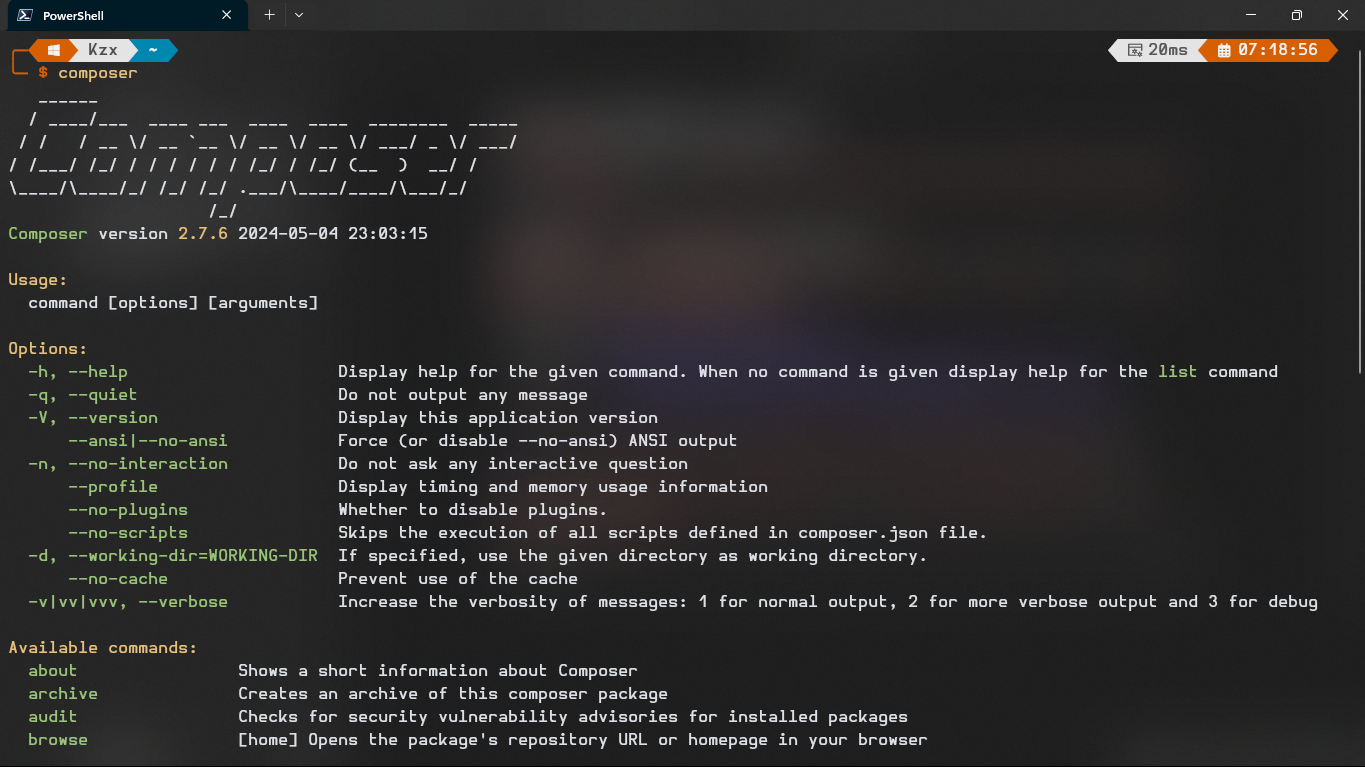 PowerShell
Kzx ~ 20ms 07:18:56
$ composer
   ______
  / ____/___  ____ ___  ____  ____  ________  _____
 / /   / __ \/ __ `__ \/ __ \/ __ \/ ___/ _ \/ ___/
/ /___/ /_/ / / / / / / /_/ / /_/ (__  )  __/ /
\____/\____/_/ /_/ /_/ .___/\____/____/\___/_/
                    /_/
Composer version 2.7.6 2024-05-04 23:03:15
Usage:
  command [options] [arguments]
Options:
  -h, --help                     Display help for the given command. When no command is given display help for the list command
  -q, --quiet                    Do not output any message
  -V, --version                  Display this application version
      --ansi|--no-ansi           Force (or disable --no-ansi) ANSI output
  -n, --no-interaction           Do not ask any interactive question
      --profile                  Display timing and memory usage information
      --no-plugins               Whether to disable plugins.
      --no-scripts               Skips the execution of all scripts defined in composer.json file.
  -d, --working-dir=WORKING-DIR  If specified, use the given directory as working directory.
      --no-cache                 Prevent use of the cache
  -v|vv|vvv, --verbose           Increase the verbosity of messages: 1 for normal output, 2 for more verbose output and 3 for debug
Available commands:
  about                Shows a short information about Composer
  archive              Creates an archive of this composer package
  audit                Checks for security vulnerability advisories for installed packages
  browse               [home] Opens the package's repository URL or homepage in your browser